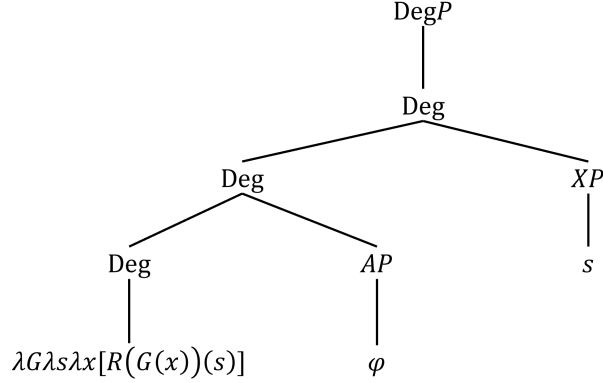 DegP
Deg
Deg XP
Deg AP s
λGλsλx[R(G(x))(s)] φ